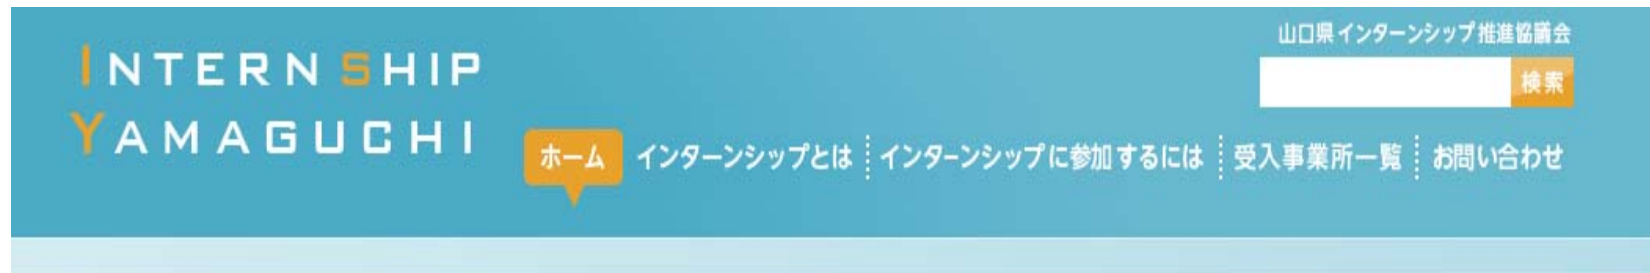 山口県インターンシップ推進協議会
INTERNSHIP
YAMAGUCHI
検索
ホーム インターンシップとは インターンシップに参加するには 受入事業所一覧 お問い合わせ